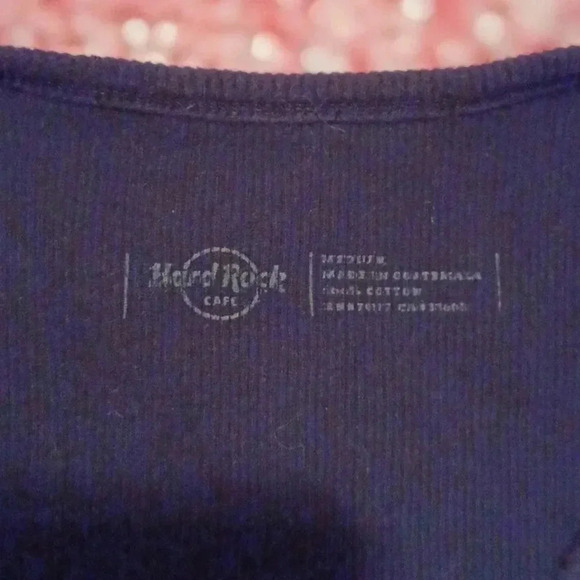 Hard Rock
CAFE
MEDIUM
MADE IN GUATEMALA
100% COTTON